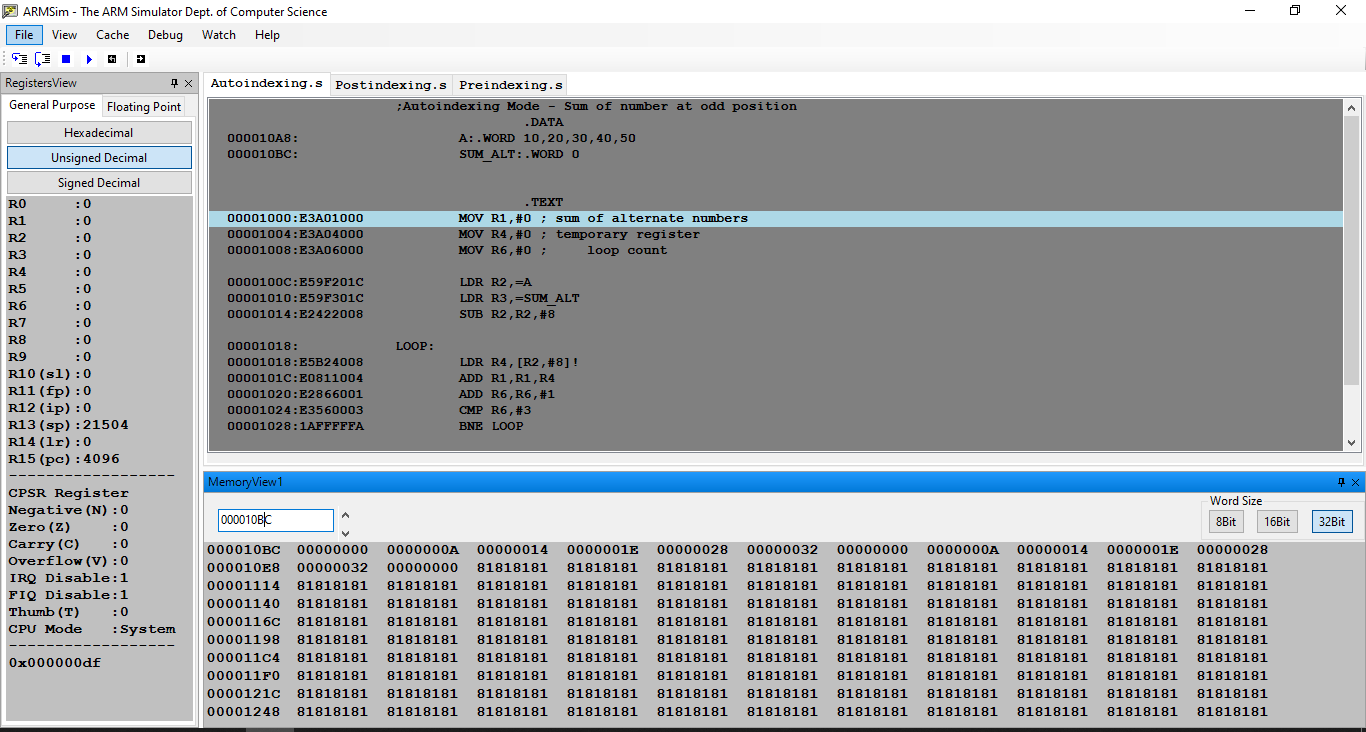 ARMSim - The ARM Simulator Dept. of Computer Science
File View Cache Debug Watch Help
RegistersView
General Purpose Floating Point
Hexadecimal
Unsigned Decimal
Signed Decimal
R0 :0
R1 :0
R2 :0
R3 :0
R4 :0
R5 :0
R6 :0
R7 :0
R8 :0
R9 :0
R10(sl):0
R11(fp):0
R12(ip):0
R13(sp):21504
R14(lr):0
R15(pc):4096
------------------
CPSR Register
Negative(N):0
Zero(Z) :0
Carry(C) :0
Overflow(V):0
IRQ Disable:1
FIQ Disable:1
Thumb(T) :0
CPU Mode :System
------------------
0x000000df
Autoindexing.s Postindexing.s Preindexing.s
;Autoindexing Mode - Sum of number at odd position
.DATA
000010A8: A:.WORD 10,20,30,40,50
000010BC: SUM_ALT:.WORD 0
.TEXT
00001000:E3A01000 MOV R1,#0 ; sum of alternate numbers
00001004:E3A04000 MOV R4,#0 ; temporary register
00001008:E3A06000 MOV R6,#0 ; loop count
0000100C:E59F201C LDR R2,=A
00001010:E59F301C LDR R3,=SUM_ALT
00001014:E2422008 SUB R2,R2,#8
00001018: LOOP:
00001018:E5B24008 LDR R4,[R2,#8]!
0000101C:E0811004 ADD R1,R1,R4
00001020:E2866001 ADD R6,R6,#1
00001024:E3560003 CMP R6,#3
00001028:1AFFFFFA BNE LOOP
MemoryView1
000010BC
Word Size
8Bit 16Bit 32Bit
000010BC 00000000 0000000A 00000014 0000001E 00000028 00000032 00000000 0000000A 00000014 0000001E 00000028
000010E8 00000032 00000000 81818181 81818181 81818181 81818181 81818181 81818181 81818181 81818181 81818181
00001114 81818181 81818181 81818181 81818181 81818181 81818181 81818181 81818181 81818181 81818181 81818181
00001140 81818181 81818181 81818181 81818181 81818181 81818181 81818181 81818181 81818181 81818181 81818181
0000116C 81818181 81818181 81818181 81818181 81818181 81818181 81818181 81818181 81818181 81818181 81818181
00001198 81818181 81818181 81818181 81818181 81818181 81818181 81818181 81818181 81818181 81818181 81818181
000011C4 81818181 81818181 81818181 81818181 81818181 81818181 81818181 81818181 81818181 81818181 81818181
000011F0 81818181 81818181 81818181 81818181 81818181 81818181 81818181 81818181 81818181 81818181 81818181
0000121C 81818181 81818181 81818181 81818181 81818181 81818181 81818181 81818181 81818181 81818181 81818181
00001248 81818181 81818181 81818181 81818181 81818181 81818181 81818181 81818181 81818181 81818181 81818181